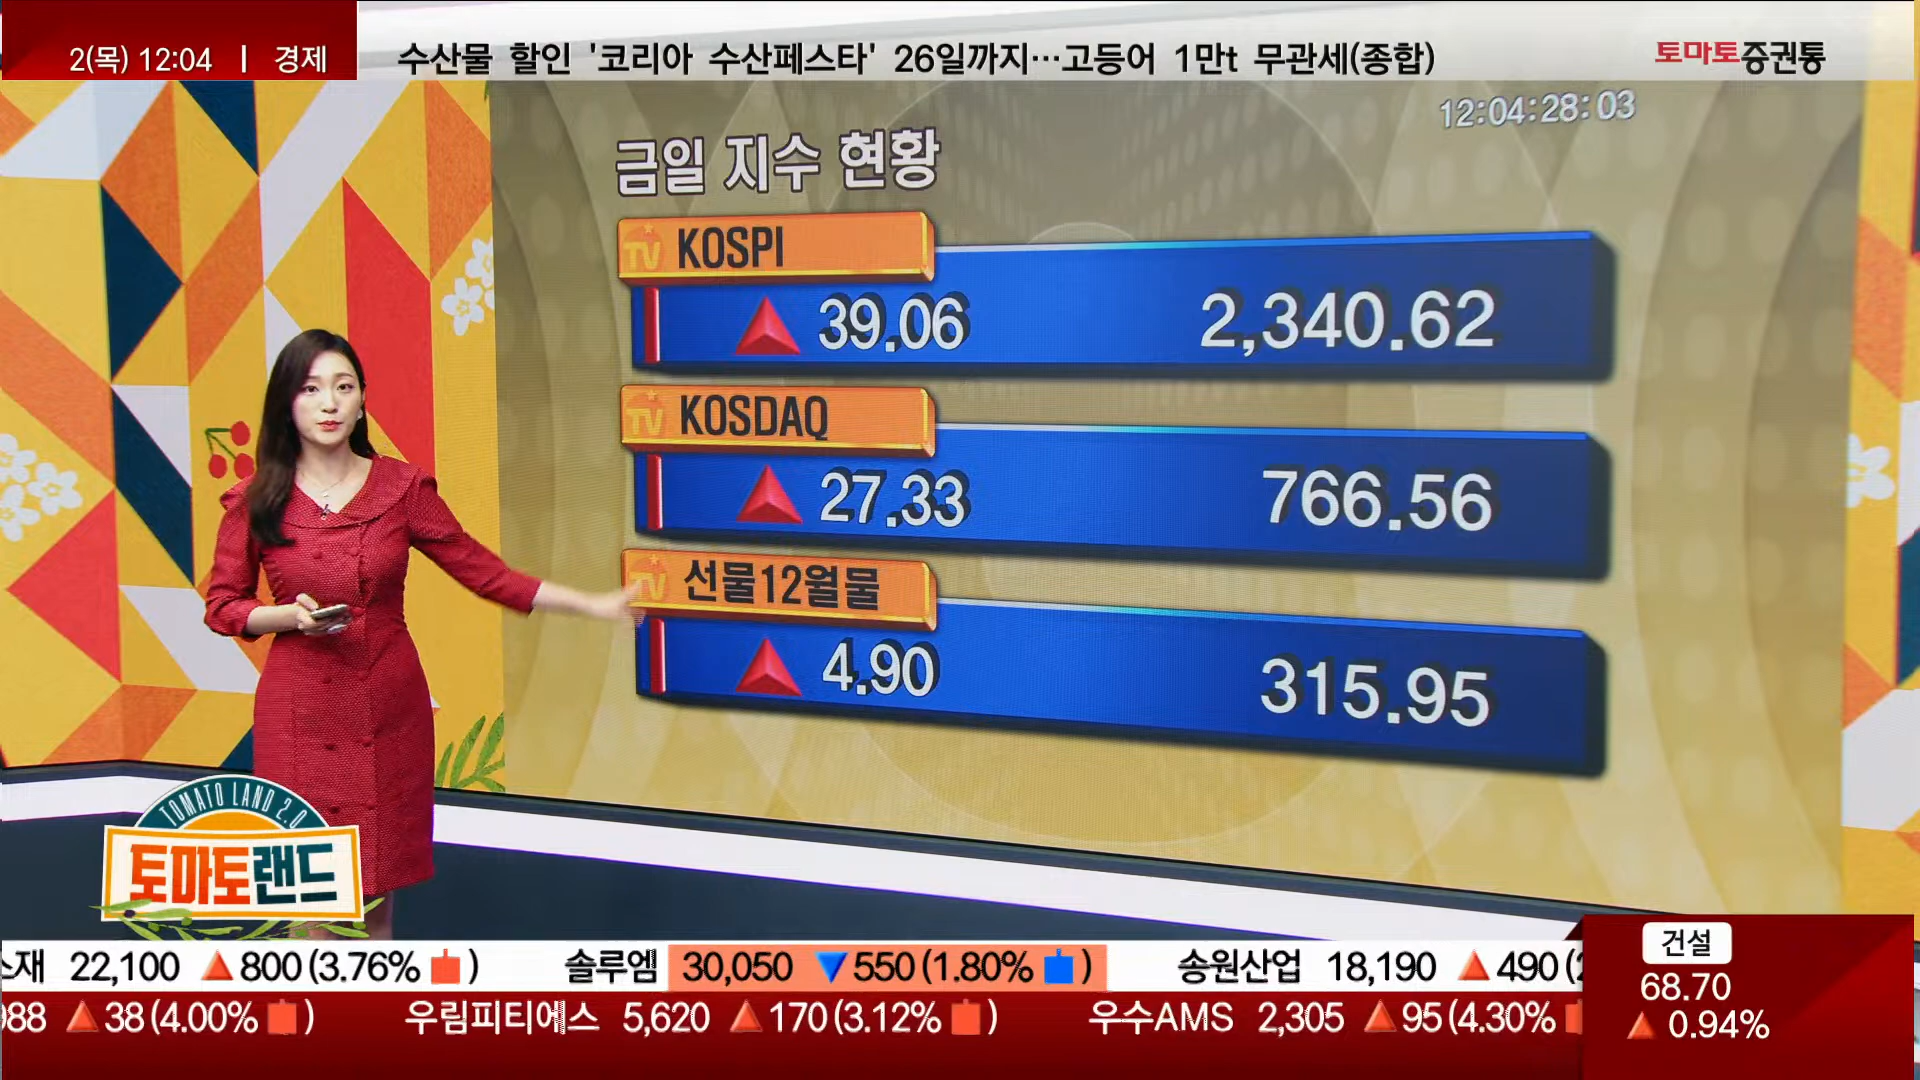 2(목) 12:04 | 경제
수산물 할인 '코리아 수산페스타' 26일까지…고등어 1만t 무관세(종합)
토마토증권통
12:04:28:03
금일 지수 현황
TV KOSPI
▲ 39.06 2,340.62
TV KOSDAQ
▲ 27.33 766.56
TV 선물12월물
▲ 4.90 315.95
TOMATO LAND 2.0
토마토랜드
재 22,100 ▲800(3.76% ) 솔루엠 30,050 ▼550(1.80% ) 송원산업 18,190 ▲490(
988 ▲38(4.00% ) 우림피티에스 5,620 ▲170(3.12% ) 우수AMS 2,305 ▲95(4.30%
건설
68.70
▲ 0.94%